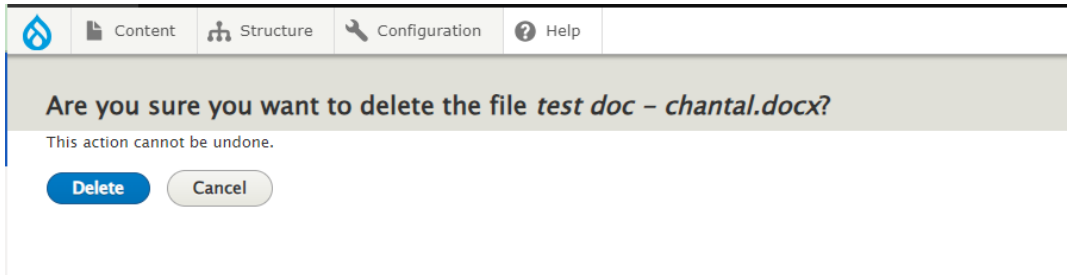 Content Structure Configuration Help
Are you sure you want to delete the file test doc – chantal.docx?
This action cannot be undone.
Delete Cancel